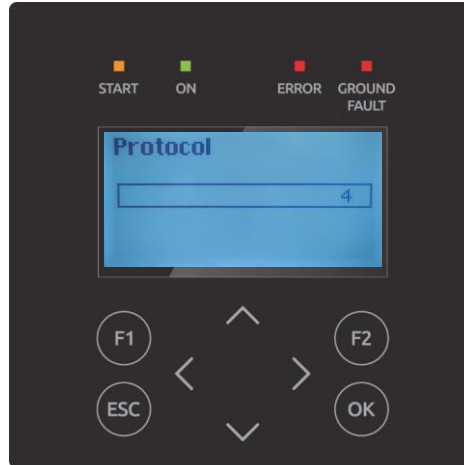 START ON ERROR GROUND
FAULT
Protocol
4
F1
F2
ESC
OK